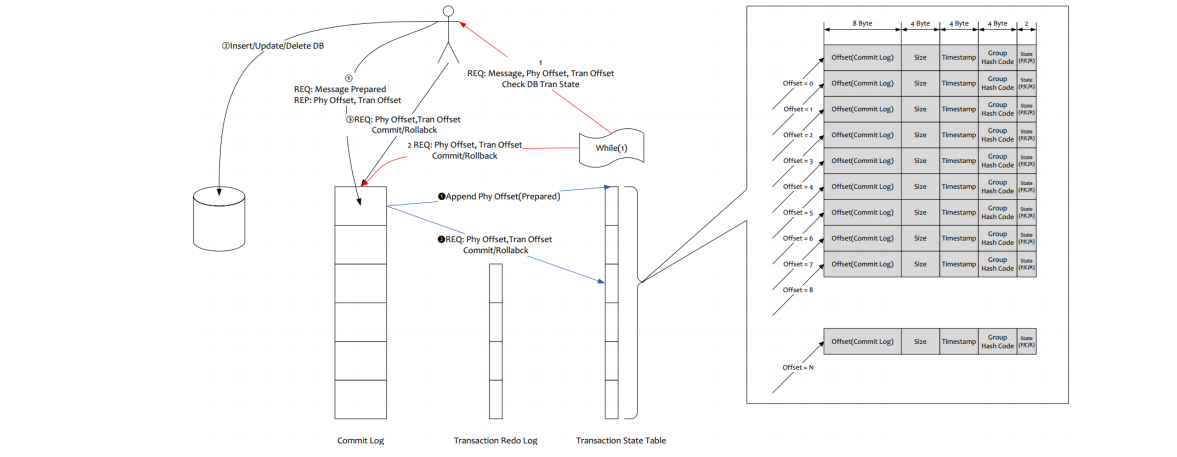 ②Insert/Update/Delete DB
①
REQ: Message Prepared
REP: Phy Offset, Tran Offset
③REQ: Phy Offset,Tran Offset
Commit/Rollabck
1
REQ: Message, Phy Offset, Tran Offset
Check DB Tran State
2 REQ: Phy Offset, Tran Offset
Commit/Rollback
While(1)
❶Append Phy Offset(Prepared)
❷REQ: Phy Offset,Tran Offset
Commit/Rollabck
Commit Log
Transaction Redo Log
Transaction State Table
8 Byte 4 Byte 4 Byte 4 Byte 2
Offset(Commit Log) Size Timestamp Group Hash Code State (P/C/R)
Offset = 0
Offset(Commit Log) Size Timestamp Group Hash Code State (P/C/R)
Offset = 1
Offset(Commit Log) Size Timestamp Group Hash Code State (P/C/R)
Offset = 2
Offset(Commit Log) Size Timestamp Group Hash Code State (P/C/R)
Offset = 3
Offset(Commit Log) Size Timestamp Group Hash Code State (P/C/R)
Offset = 4
Offset(Commit Log) Size Timestamp Group Hash Code State (P/C/R)
Offset = 5
Offset(Commit Log) Size Timestamp Group Hash Code State (P/C/R)
Offset = 6
Offset(Commit Log) Size Timestamp Group Hash Code State (P/C/R)
Offset = 7
Offset(Commit Log) Size Timestamp Group Hash Code State (P/C/R)
Offset = 8
Offset(Commit Log) Size Timestamp Group Hash Code State (P/C/R)
Offset = N